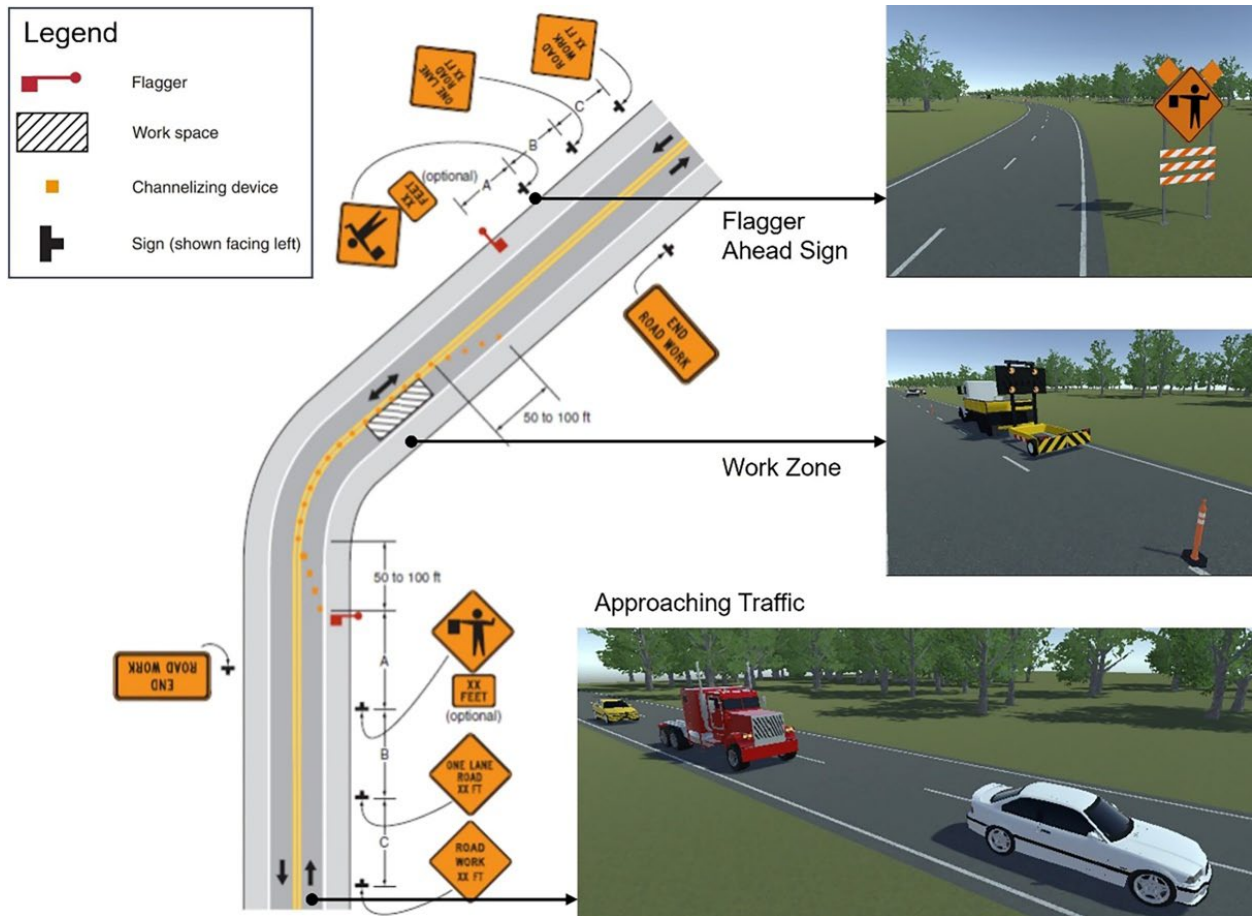 Legend
Flagger
Work space
Channelizing device
Sign (shown facing left)
ROAD
WORK
XX FT
ONE LANE
ROAD
XX FT
XX
FEET
(optional)
C
B
A
Flagger
Ahead Sign
END
ROAD WORK
50 to 100 ft
Work Zone
50 to 100 ft
END
ROAD WORK
A
XX
FEET
(optional)
B
ONE LANE
ROAD
XX FT
C
ROAD
WORK
XX FT
Approaching Traffic